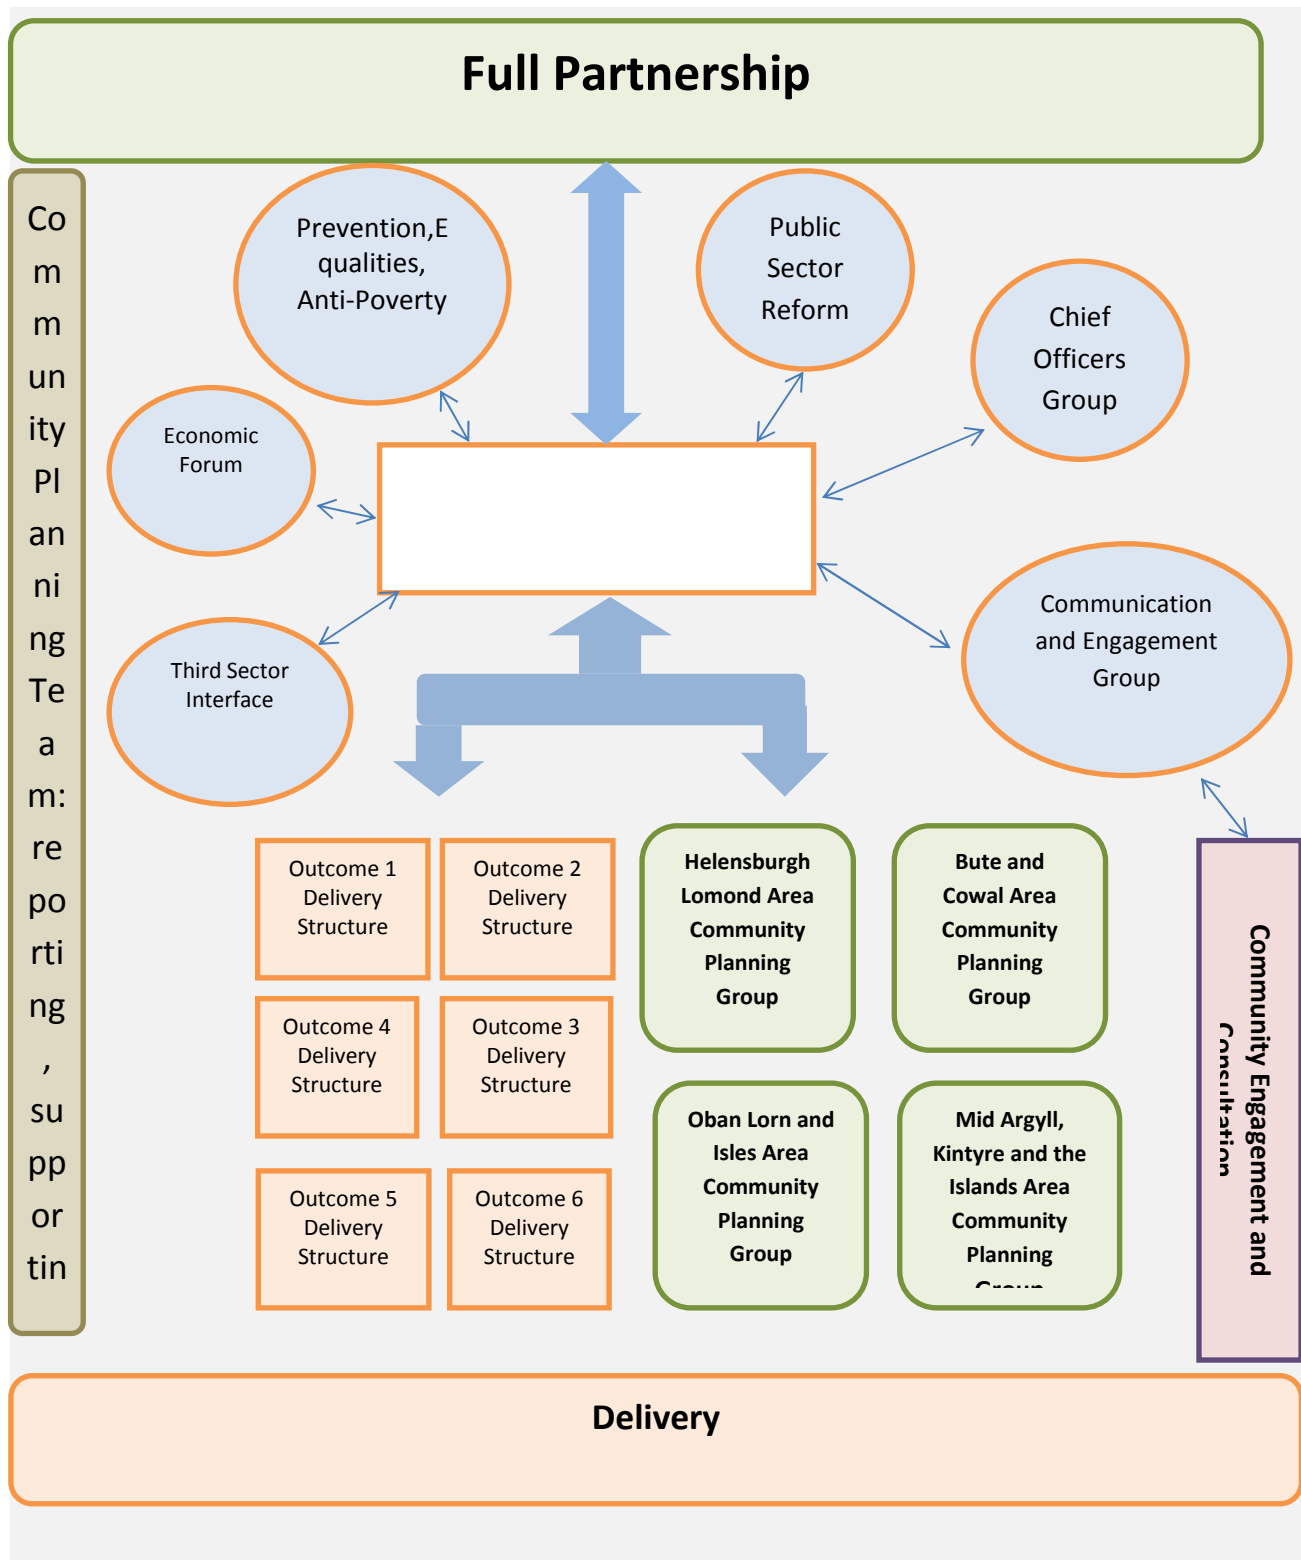 Full Partnership
Co
m
m
un
ity
Pl
an
ni
ng
Te
a
m:
re
po
rti
ng
,
su
pp
or
tin
Prevention,E
qualities,
Anti-Poverty
Public
Sector
Reform
Chief
Officers
Group
Economic
Forum
Third Sector
Interface
Communication
and Engagement
Group
Outcome 1
Delivery
Structure
Outcome 2
Delivery
Structure
Outcome 4
Delivery
Structure
Outcome 3
Delivery
Structure
Outcome 5
Delivery
Structure
Outcome 6
Delivery
Structure
Helensburgh
Lomond Area
Community
Planning
Group
Bute and
Cowal Area
Community
Planning
Group
Oban Lorn and
Isles Area
Community
Planning
Group
Mid Argyll,
Kintyre and the
Islands Area
Community
Planning
Group
Community Engagement and
Consultation
Delivery